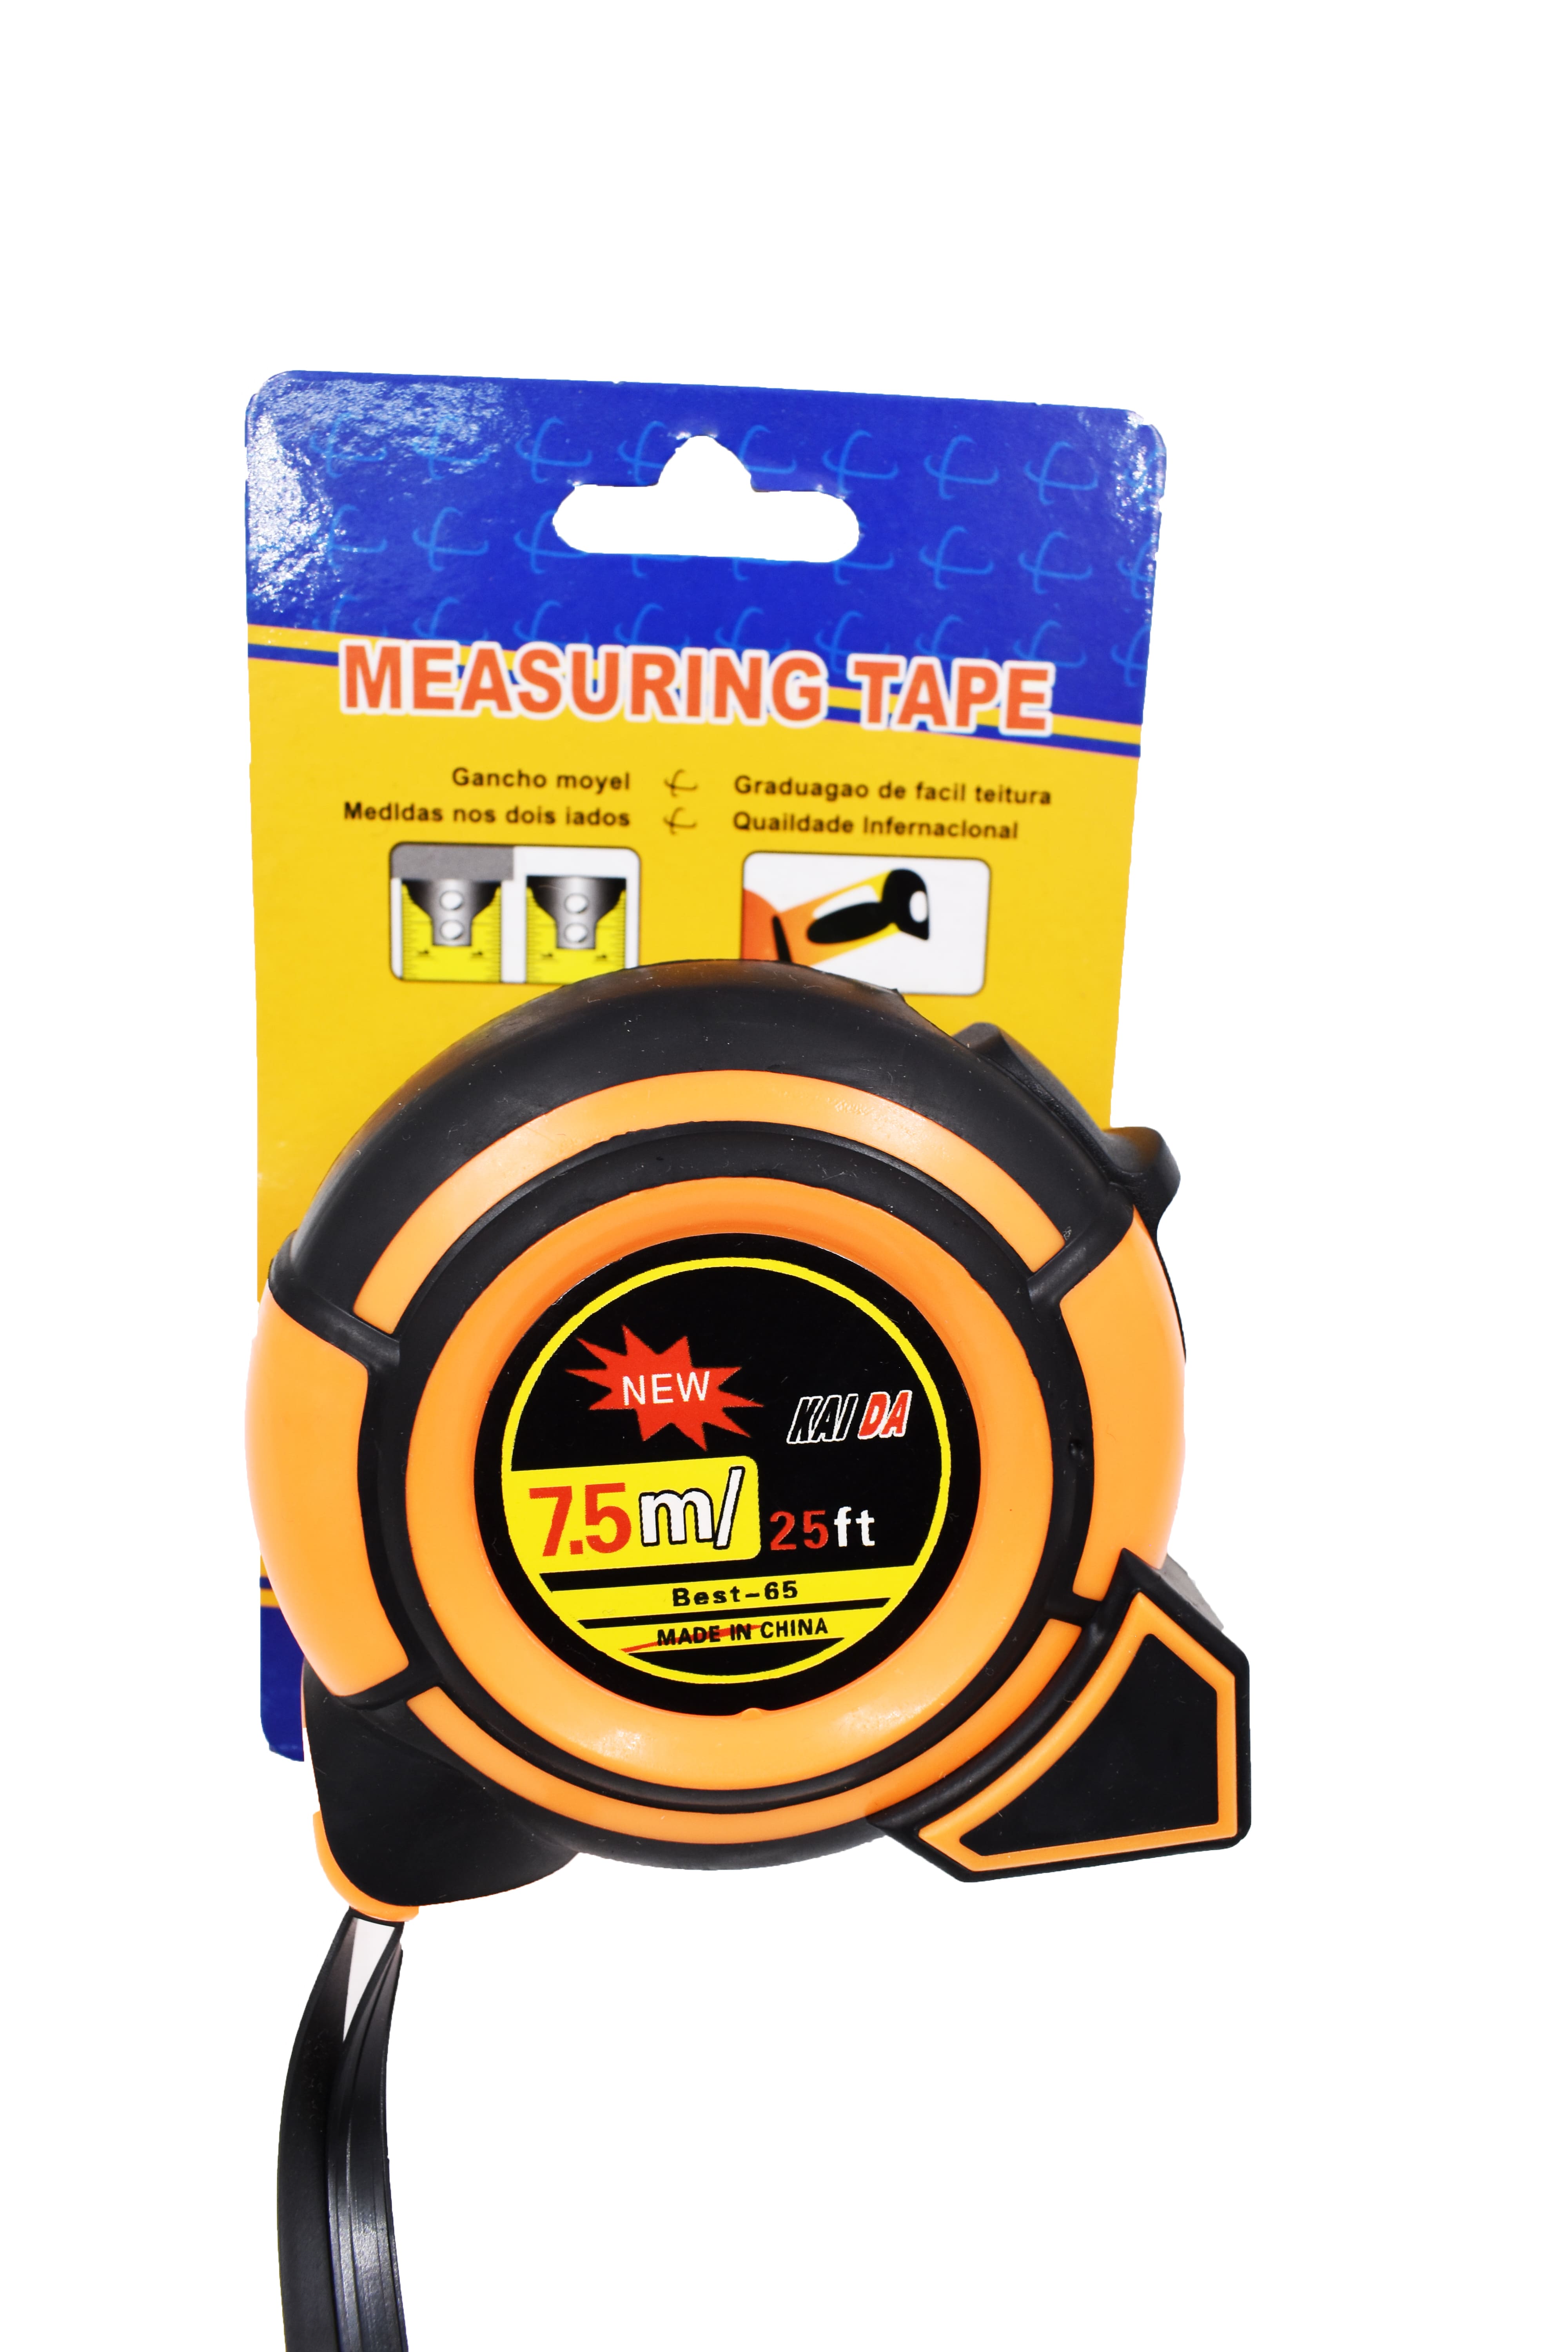 MEASURING TAPE
Gancho moyel
Medidas nos dois iados
Graduagao de facil teitura
Quaildade Infernacional
NEW
KAI DA
7.5m/ 25ft
Best-65
MADE IN CHINA